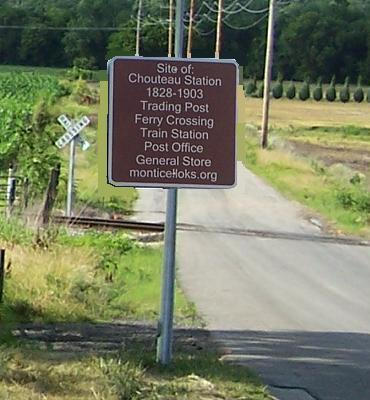 Site of:
Chouteau Station
1828-1903
Trading Post
Ferry Crossing
Train Station
Post Office
General Store
monticelloks.org